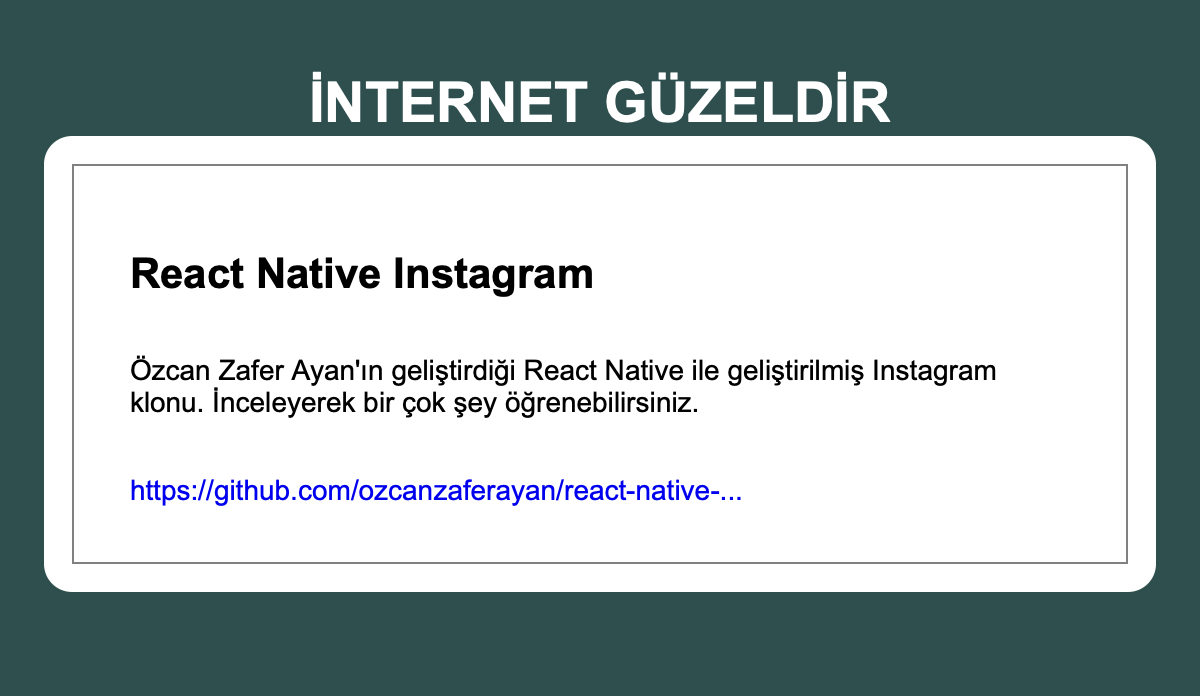 İNTERNET GÜZELDİR
React Native Instagram
Özcan Zafer Ayan'ın geliştirdiği React Native ile geliştirilmiş Instagram
klonu. İnceleyerek bir çok şey öğrenebilirsiniz.
https://github.com/ozcanzaferayan/react-native-...